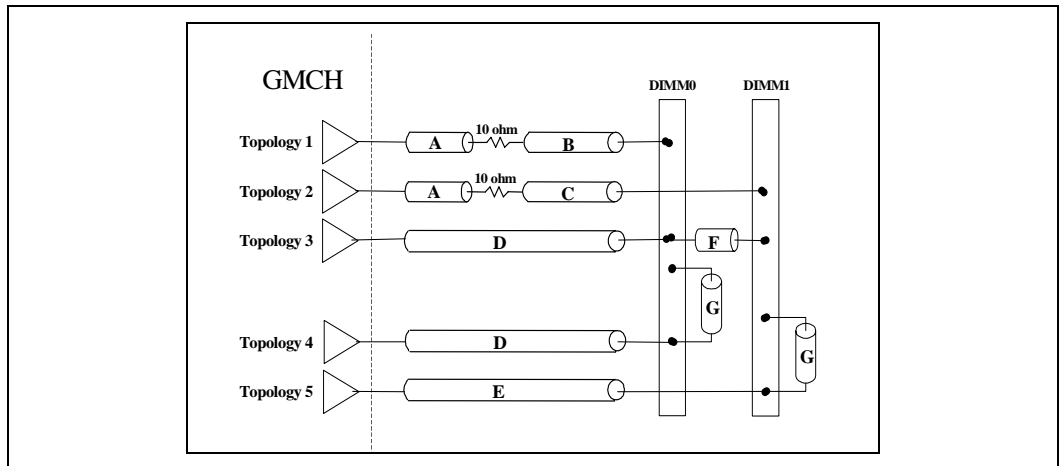 GMCH
DIMM0 DIMM1
Topology 1 A 10 ohm B
Topology 2 A 10 ohm C
Topology 3 D F
G
Topology 4 D G
Topology 5 E